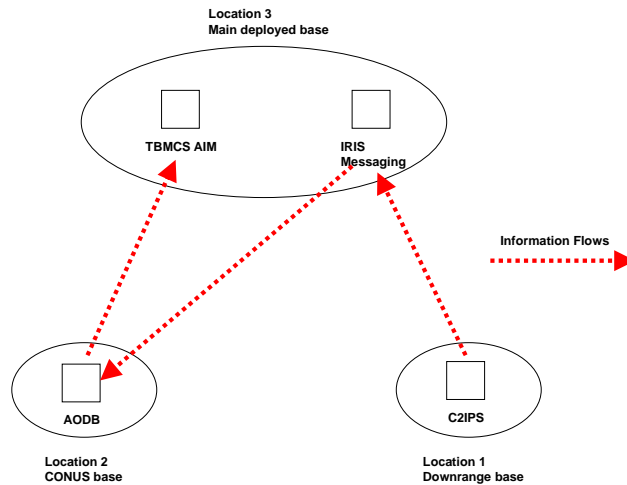 Location 3
Main deployed base
TBMCS AIM
IRIS
Messaging
Information Flows
AODB
C2IPS
Location 2
CONUS base
Location 1
Downrange base